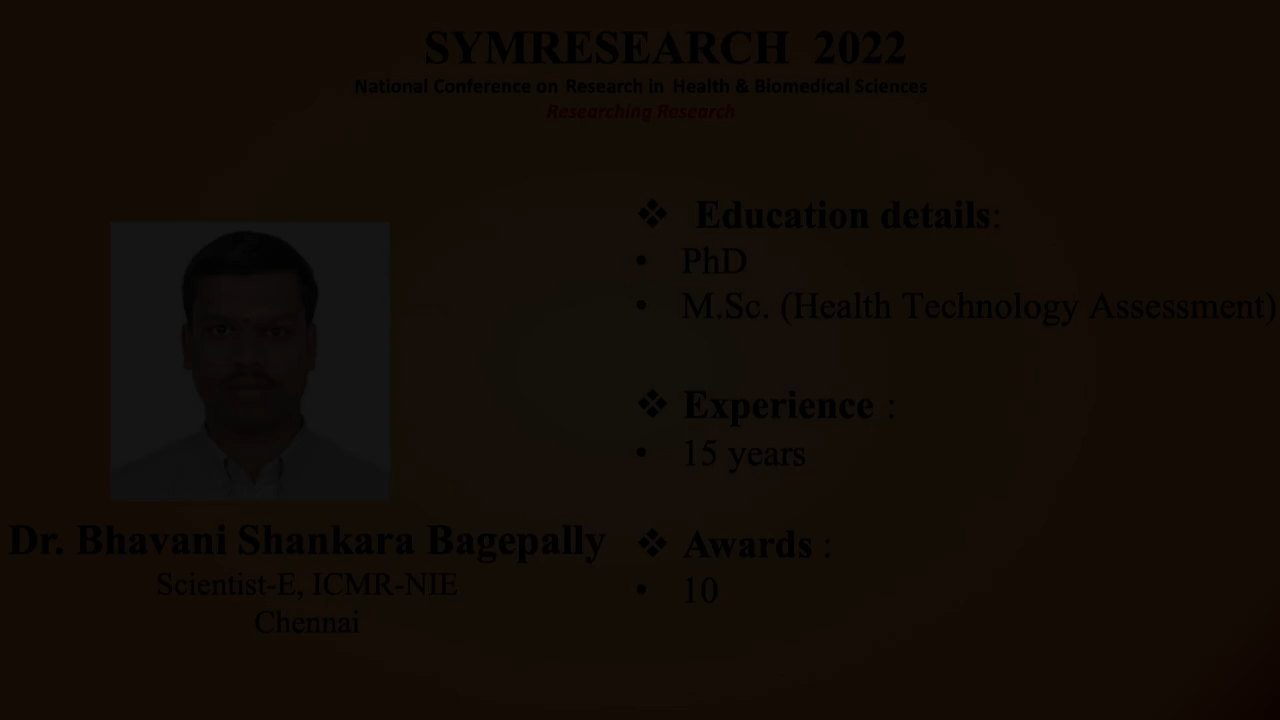 SYMRESEARCH 2022
National Conference on Research in Health & Biomedical Sciences
Researching Research
❖ Education details:
• PhD
• M.Sc. (Health Technology Assessment)
❖ Experience :
• 15 years
❖ Awards :
• 10
Dr. Bhavani Shankara Bagepally
Scientist-E, ICMR-NIE
Chennai